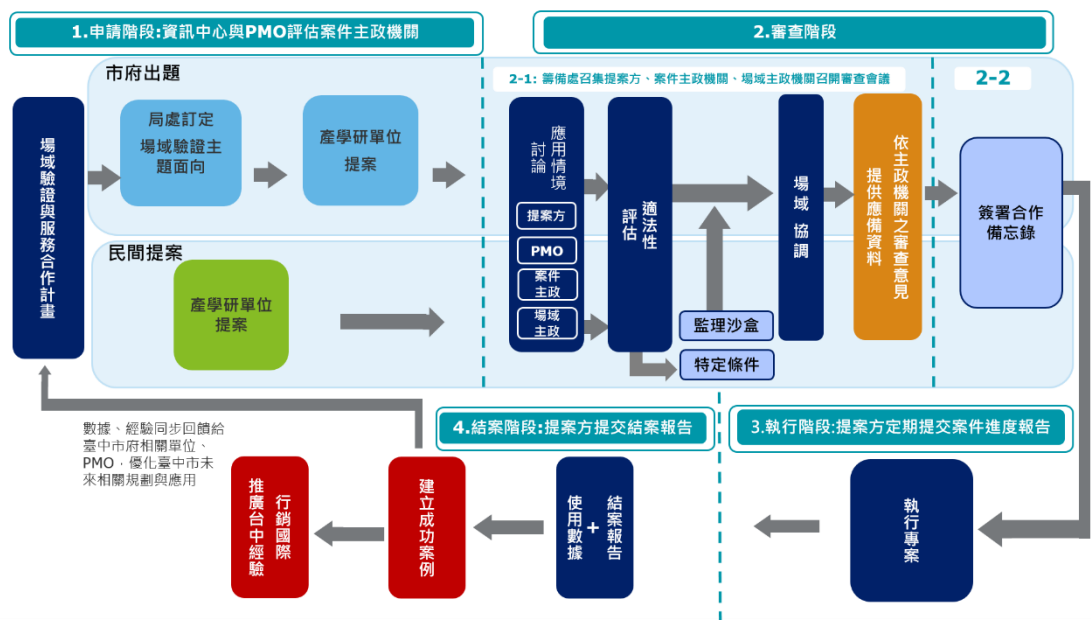 1.申請階段:資訊中心與PMO評估案件主政機關
2.審查階段
市府出題
2-1: 籌備處召集提案方、案件主政機關、場域主政機關召開審查會議
2-2
場域驗證與服務合作計畫
局處訂定
場域驗證主
題面向
產學研單位
提案
應用情境
討論
提案方
PMO
案件
主政
場域
主政
適法性
評估
監理沙盒
特定條件
場域 協調
依主政機關之審查意見
提供應備資料
簽署合作
備忘錄
民間提案
產學研單位
提案
3.執行階段:提案方定期提交案件進度報告
執行專案
4.結案階段:提案方提交結案報告
結案報告
+
使用數據
建立成功案例
行銷國際
推廣台中經驗
數據、經驗同步回饋給
臺中市府相關單位、
PMO，優化臺中市未
來相關規劃與應用